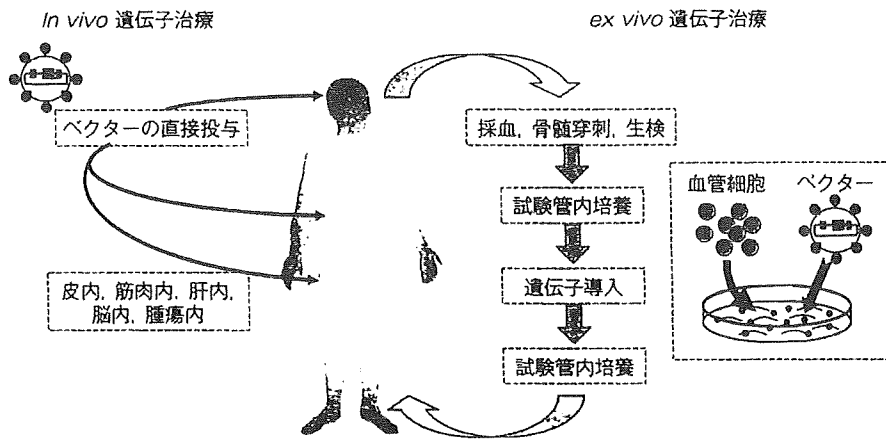 In vivo 遺伝子治療
ex vivo 遺伝子治療
ベクターの直接投与
皮内, 筋肉内, 肝内,
脳内, 腫瘍内
採血, 骨髄穿刺, 生検
試験管内培養
遺伝子導入
試験管内培養
血管細胞
ベクター